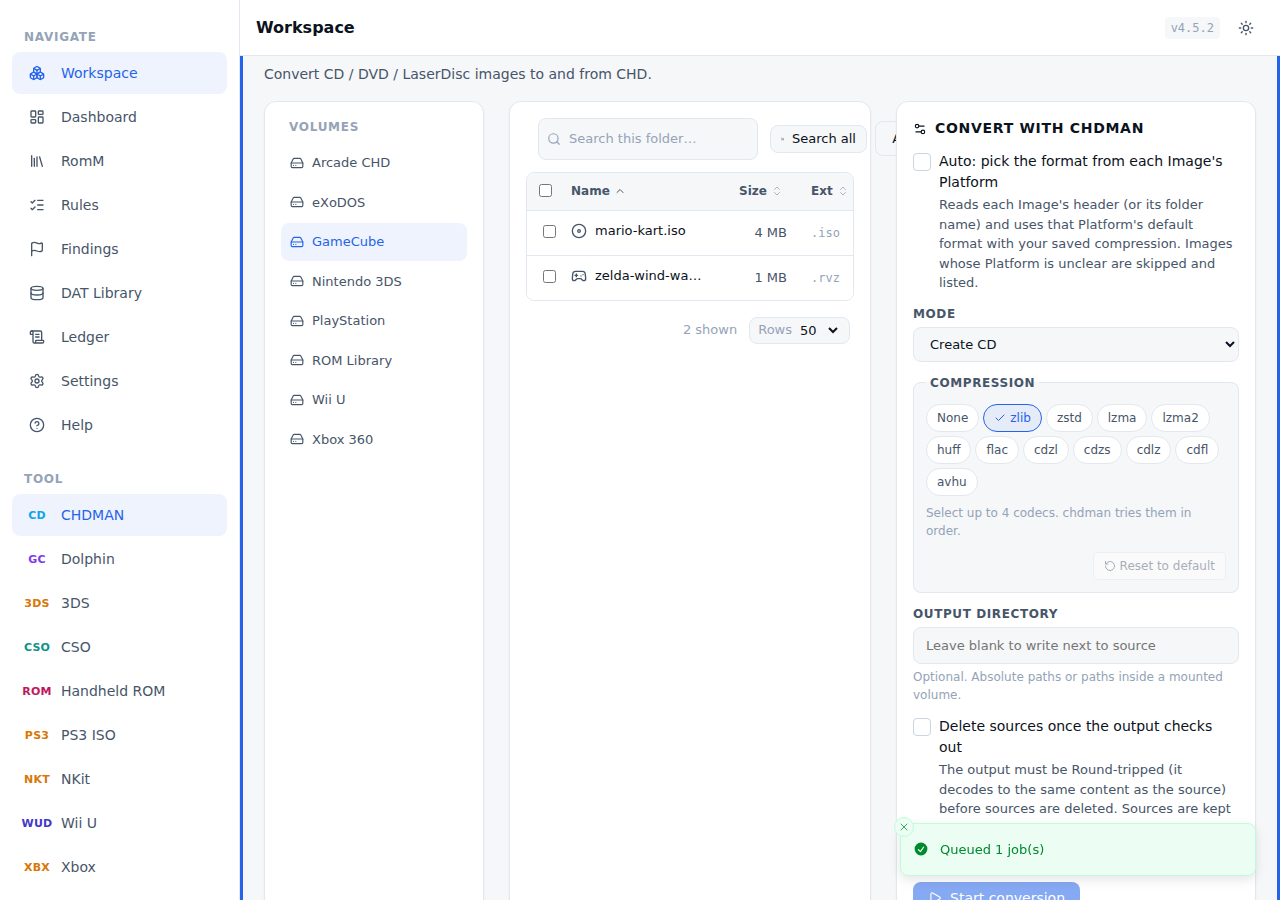 NAVIGATE
Workspace
Dashboard
RomM
Rules
Findings
DAT Library
Ledger
Settings
Help
TOOL
CD CHDMAN
GC Dolphin
3DS 3DS
CSO CSO
ROM Handheld ROM
PS3 PS3 ISO
NKT NKit
WUD Wii U
XBX Xbox
Workspace
v4.5.2
Convert CD / DVD / LaserDisc images to and from CHD.
VOLUMES
Arcade CHD
eXoDOS
GameCube
Nintendo 3DS
PlayStation
ROM Library
Wii U
Xbox 360
Search this folder…
Search all
Name Size Ext
mario-kart.iso 4 MB .iso
zelda-wind-wa… 1 MB .rvz
2 shown Rows 50
CONVERT WITH CHDMAN
Auto: pick the format from each Image's
Platform
Reads each Image's header (or its folder
name) and uses that Platform's default
format with your saved compression. Images
whose Platform is unclear are skipped and
listed.
MODE
Create CD
COMPRESSION
None zlib zstd lzma lzma2
huff flac cdzl cdzs cdlz cdfl
avhu
Select up to 4 codecs. chdman tries them in
order.
Reset to default
OUTPUT DIRECTORY
Leave blank to write next to source
Optional. Absolute paths or paths inside a mounted
volume.
Delete sources once the output checks
out
The output must be Round-tripped (it
decodes to the same content as the source)
before sources are deleted. Sources are kept
Queued 1 job(s)
Start conversion